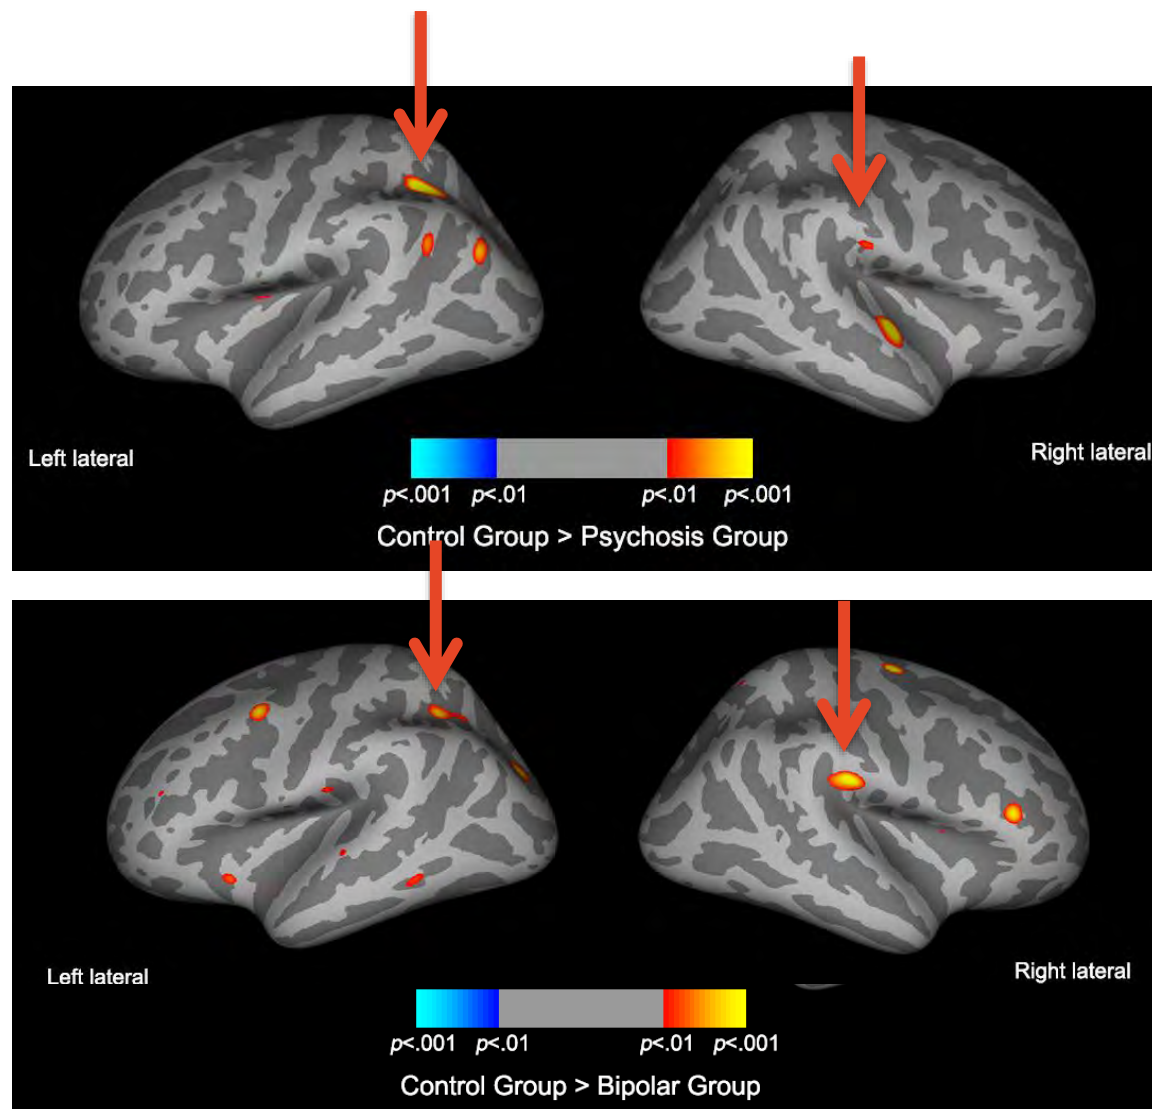 Left lateral
Right lateral
p<.001 p<.01 p<.01 p<.001
Control Group > Psychosis Group
Left lateral
Right lateral
p<.001 p<.01 p<.01 p<.001
Control Group > Bipolar Group